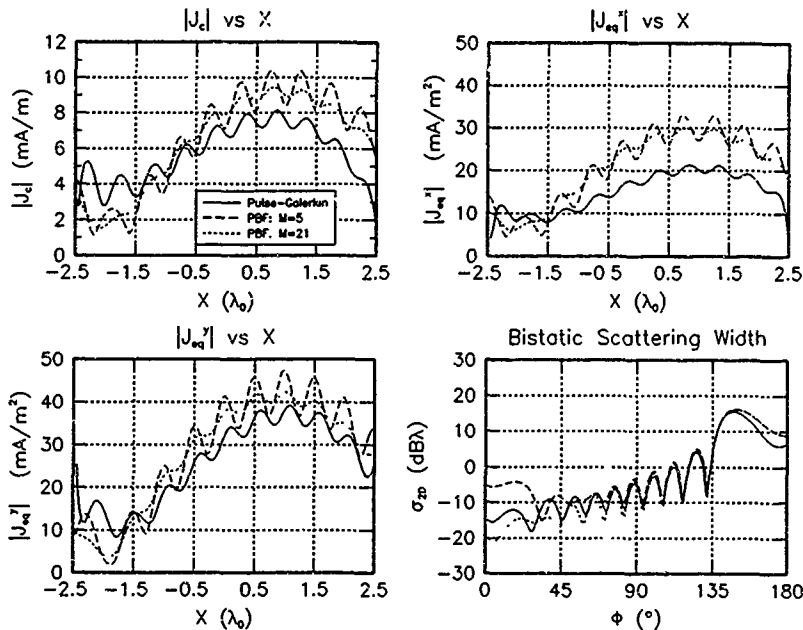 |J_c| vs X
12
10
8
6
4
2
0
|J_c| (mA/m)
Pulse-Galerkin
PBF: M=5
PBF. M=21
-2.5 -1.5 -0.5 0.5 1.5 2.5
X (λ₀)
|J_eq^x| vs X
50
40
30
20
10
0
|J_eq^x| (mA/m²)
-2.5 -1.5 -0.5 0.5 1.5 2.5
X (λ₀)
|J_eq^y| vs X
50
40
30
20
10
0
|J_eq^y| (mA/m²)
-2.5 -1.5 -0.5 0.5 1.5 2.5
X (λ₀)
Bistatic Scattering Width
30
20
10
0
-10
-20
-30
σ_2D (dBλ)
0 45 90 135 180
Φ (°)